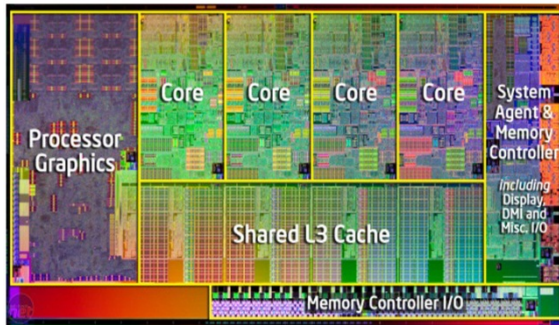 Processor
Graphics
Core
Core
Core
Core
System
Agent &
Memory
Controller
including
Display,
DMI and
Misc. I/O
Shared L3 Cache
Memory Controller I/O